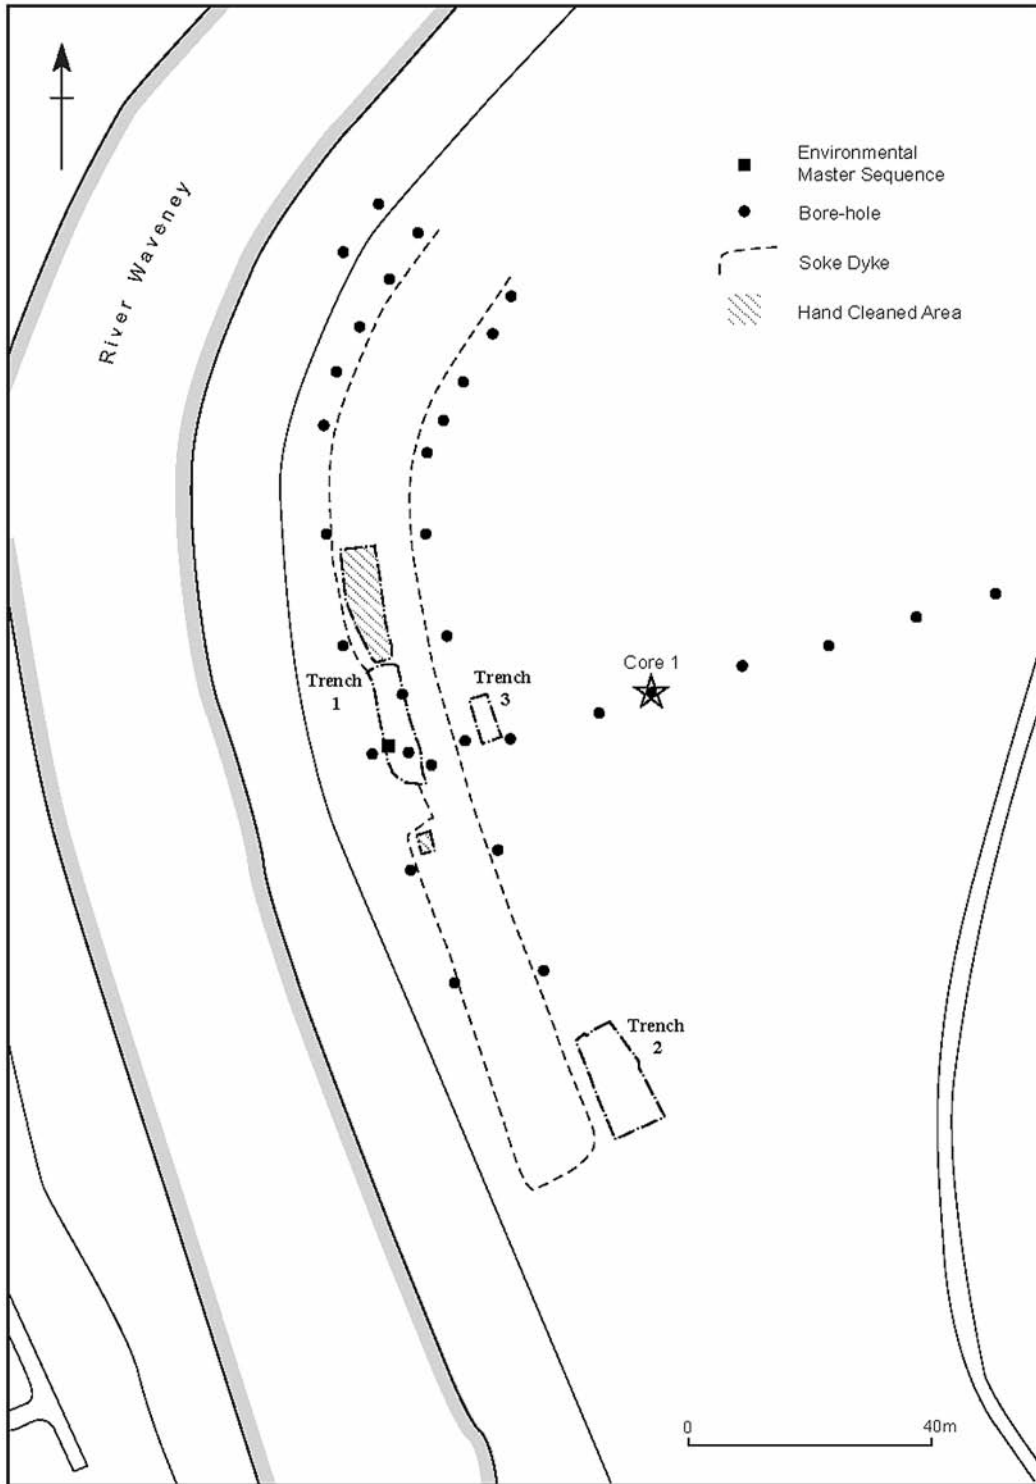 River Waveney
Environmental
Master Sequence
Bore-hole
Soke Dyke
Hand Cleaned Area
Core 1
Trench
1
Trench
3
Trench
2
0
40m